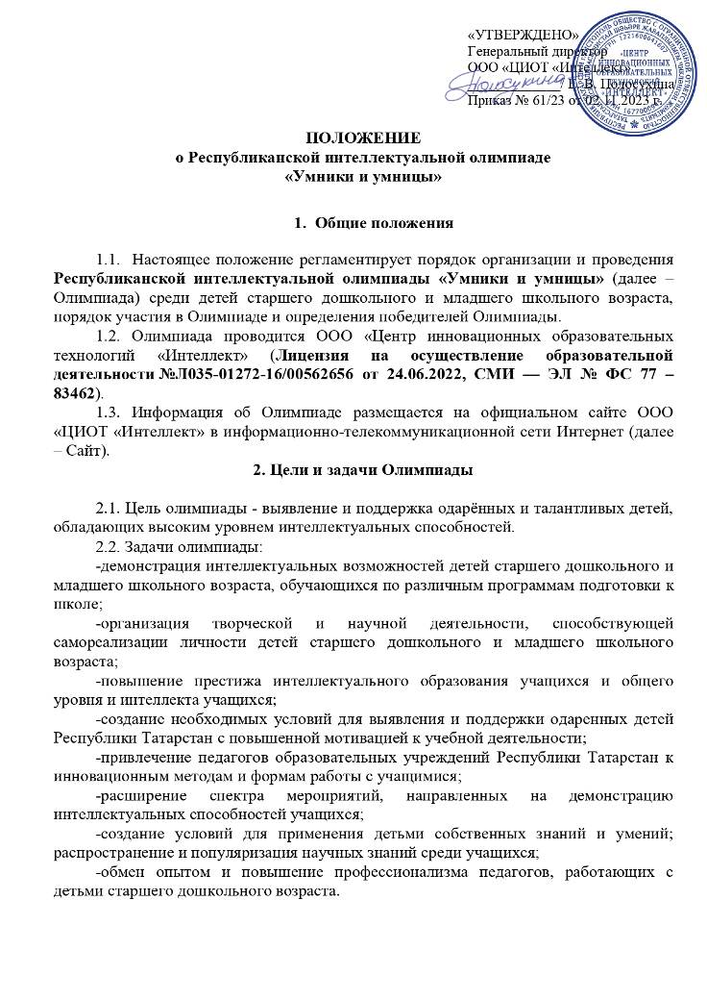 «УТВЕРЖДЕНО»
Генеральный директор
ООО «ЦИОТ «Интеллект»
В. Полосухина
Приказ № 61/23 от 02.11.2023 г.
«ЦЕНТР
ИННОВАЦИОННЫХ
ОБРАЗОВАТЕЛЬНЫХ
ТЕХНОЛОГИЙ
«ИНТЕЛЛЕКТ»
ПОЛОЖЕНИЕ
о Республиканской интеллектуальной олимпиаде
«Умники и умницы»
1. Общие положения
1.1. Настоящее положение регламентирует порядок организации и проведения
Республиканской интеллектуальной олимпиады «Умники и умницы» (далее –
Олимпиада) среди детей старшего дошкольного и младшего школьного возраста,
порядок участия в Олимпиаде и определения победителей Олимпиады.
1.2. Олимпиада проводится ООО «Центр инновационных образовательных
технологий «Интеллект» (Лицензия на осуществление образовательной
деятельности №Л035-01272-16/00562656 от 24.06.2022, СМИ — ЭЛ № ФС 77 –
83462).
1.3. Информация об Олимпиаде размещается на официальном сайте ООО
«ЦИОТ «Интеллект» в информационно-телекоммуникационной сети Интернет (далее
– Сайт).
2. Цели и задачи Олимпиады
2.1. Цель олимпиады - выявление и поддержка одарённых и талантливых детей,
обладающих высоким уровнем интеллектуальных способностей.
2.2. Задачи олимпиады:
-демонстрация интеллектуальных возможностей детей старшего дошкольного и
младшего школьного возраста, обучающихся по различным программам подготовки к
школе;
-организация творческой и научной деятельности, способствующей
самореализации личности детей старшего дошкольного и младшего школьного
возраста;
-повышение престижа интеллектуального образования учащихся и общего
уровня и интеллекта учащихся;
-создание необходимых условий для выявления и поддержки одаренных детей
Республики Татарстан с повышенной мотивацией к учебной деятельности;
-привлечение педагогов образовательных учреждений Республики Татарстан к
инновационным методам и формам работы с учащимися;
-расширение спектра мероприятий, направленных на демонстрацию
интеллектуальных способностей учащихся;
-создание условий для применения детьми собственных знаний и умений;
распространение и популяризация научных знаний среди учащихся;
-обмен опытом и повышение профессионализма педагогов, работающих с
детьми старшего дошкольного возраста.